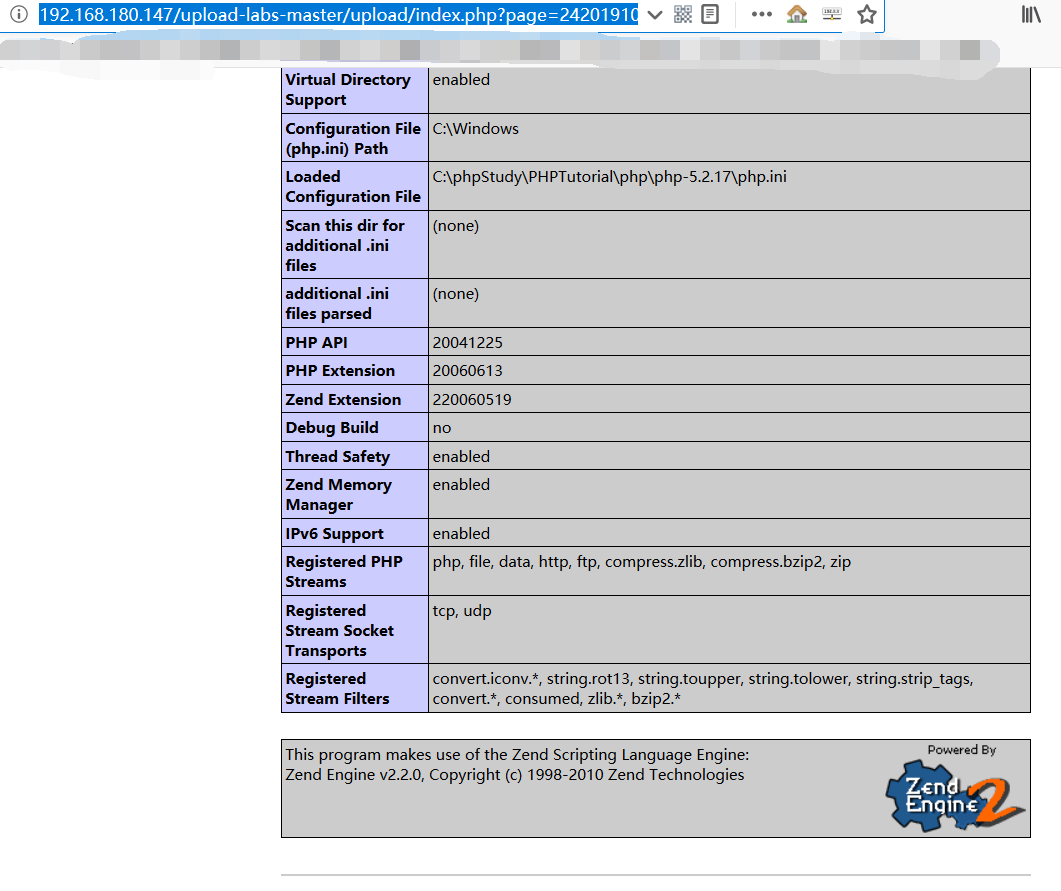 192.168.180.147/upload-labs-master/upload/index.php?page=24201910
Virtual Directory
Support
enabled
Configuration File
(php.ini) Path
C:\Windows
Loaded
Configuration File
C:\phpStudy\PHPTutorial\php\php-5.2.17\php.ini
Scan this dir for
additional .ini
files
(none)
additional .ini
files parsed
(none)
PHP API
20041225
PHP Extension
20060613
Zend Extension
220060519
Debug Build
no
Thread Safety
enabled
Zend Memory
Manager
enabled
IPv6 Support
enabled
Registered PHP
Streams
php, file, data, http, ftp, compress.zlib, compress.bzip2, zip
Registered
Stream Socket
Transports
tcp, udp
Registered
Stream Filters
convert.iconv.*, string.rot13, string.toupper, string.tolower, string.strip_tags,
convert.*, consumed, zlib.*, bzip2.*
This program makes use of the Zend Scripting Language Engine:
Zend Engine v2.2.0, Copyright (c) 1998-2010 Zend Technologies
Powered By
Zend
Engine 2